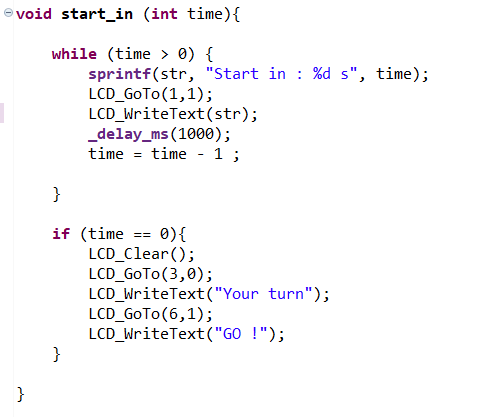 void start_in (int time){
while (time > 0) {
sprintf(str, "Start in : %d s", time);
LCD_GoTo(1,1);
LCD_WriteText(str);
_delay_ms(1000);
time = time - 1 ;
}
if (time == 0){
LCD_Clear();
LCD_GoTo(3,0);
LCD_WriteText("Your turn");
LCD_GoTo(6,1);
LCD_WriteText("GO !");
}
}